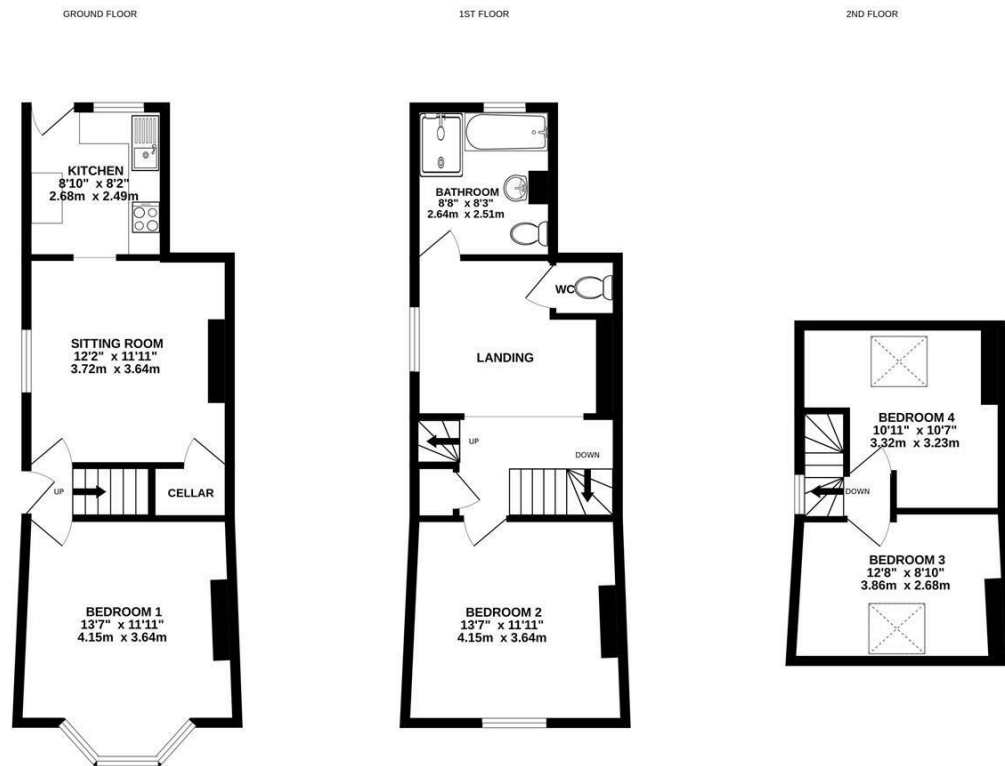 GROUND FLOOR
1ST FLOOR
2ND FLOOR
KITCHEN
8'10" x 8'2"
2.68m x 2.49m
SITTING ROOM
12'2" x 11'11"
3.72m x 3.64m
UP
CELLAR
BEDROOM 1
13'7" x 11'11"
4.15m x 3.64m
BATHROOM
8'8" x 8'3"
2.64m x 2.51m
WC
LANDING
UP
DOWN
BEDROOM 2
13'7" x 11'11"
4.15m x 3.64m
BEDROOM 4
10'11" x 10'7"
3.32m x 3.23m
DOWN
BEDROOM 3
12'8" x 8'10"
3.86m x 2.68m